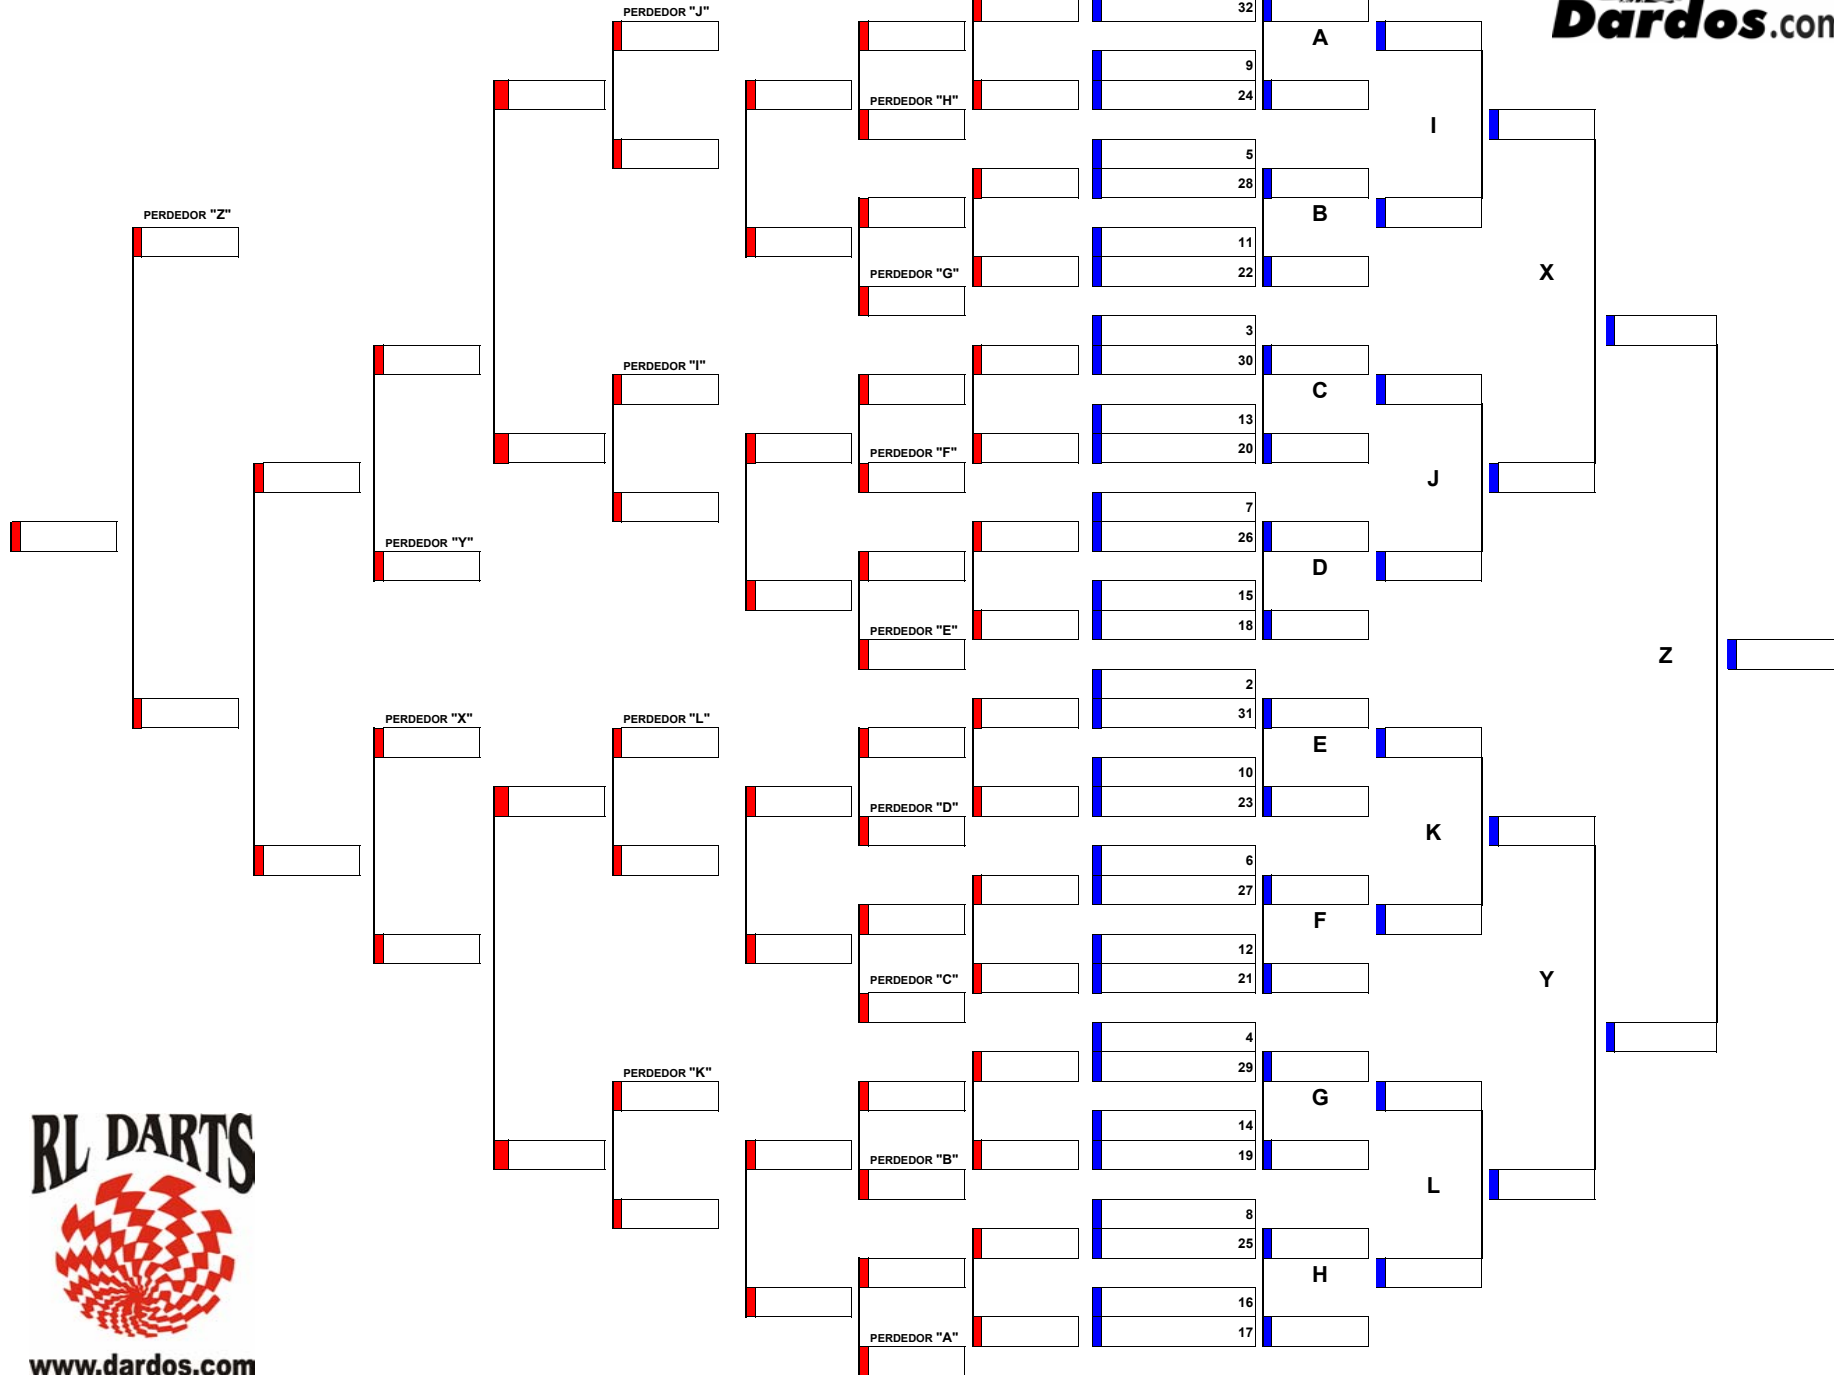 PERDEDOR "J"
32
Dardos.com
A
9
PERDEDOR "H"
24
I
5
28
PERDEDOR "Z"
B
11
PERDEDOR "G"
22
X
3
PERDEDOR "I"
30
C
13
PERDEDOR "F"
20
J
7
PERDEDOR "Y"
26
D
15
PERDEDOR "E"
18
Z
2
PERDEDOR "X"
PERDEDOR "L"
31
E
10
PERDEDOR "D"
23
K
6
27
F
12
PERDEDOR "C"
21
Y
4
PERDEDOR "K"
29
G
14
RL DARTS
PERDEDOR "B"
19
L
8
25
H
16
PERDEDOR "A"
17
www.dardos.com